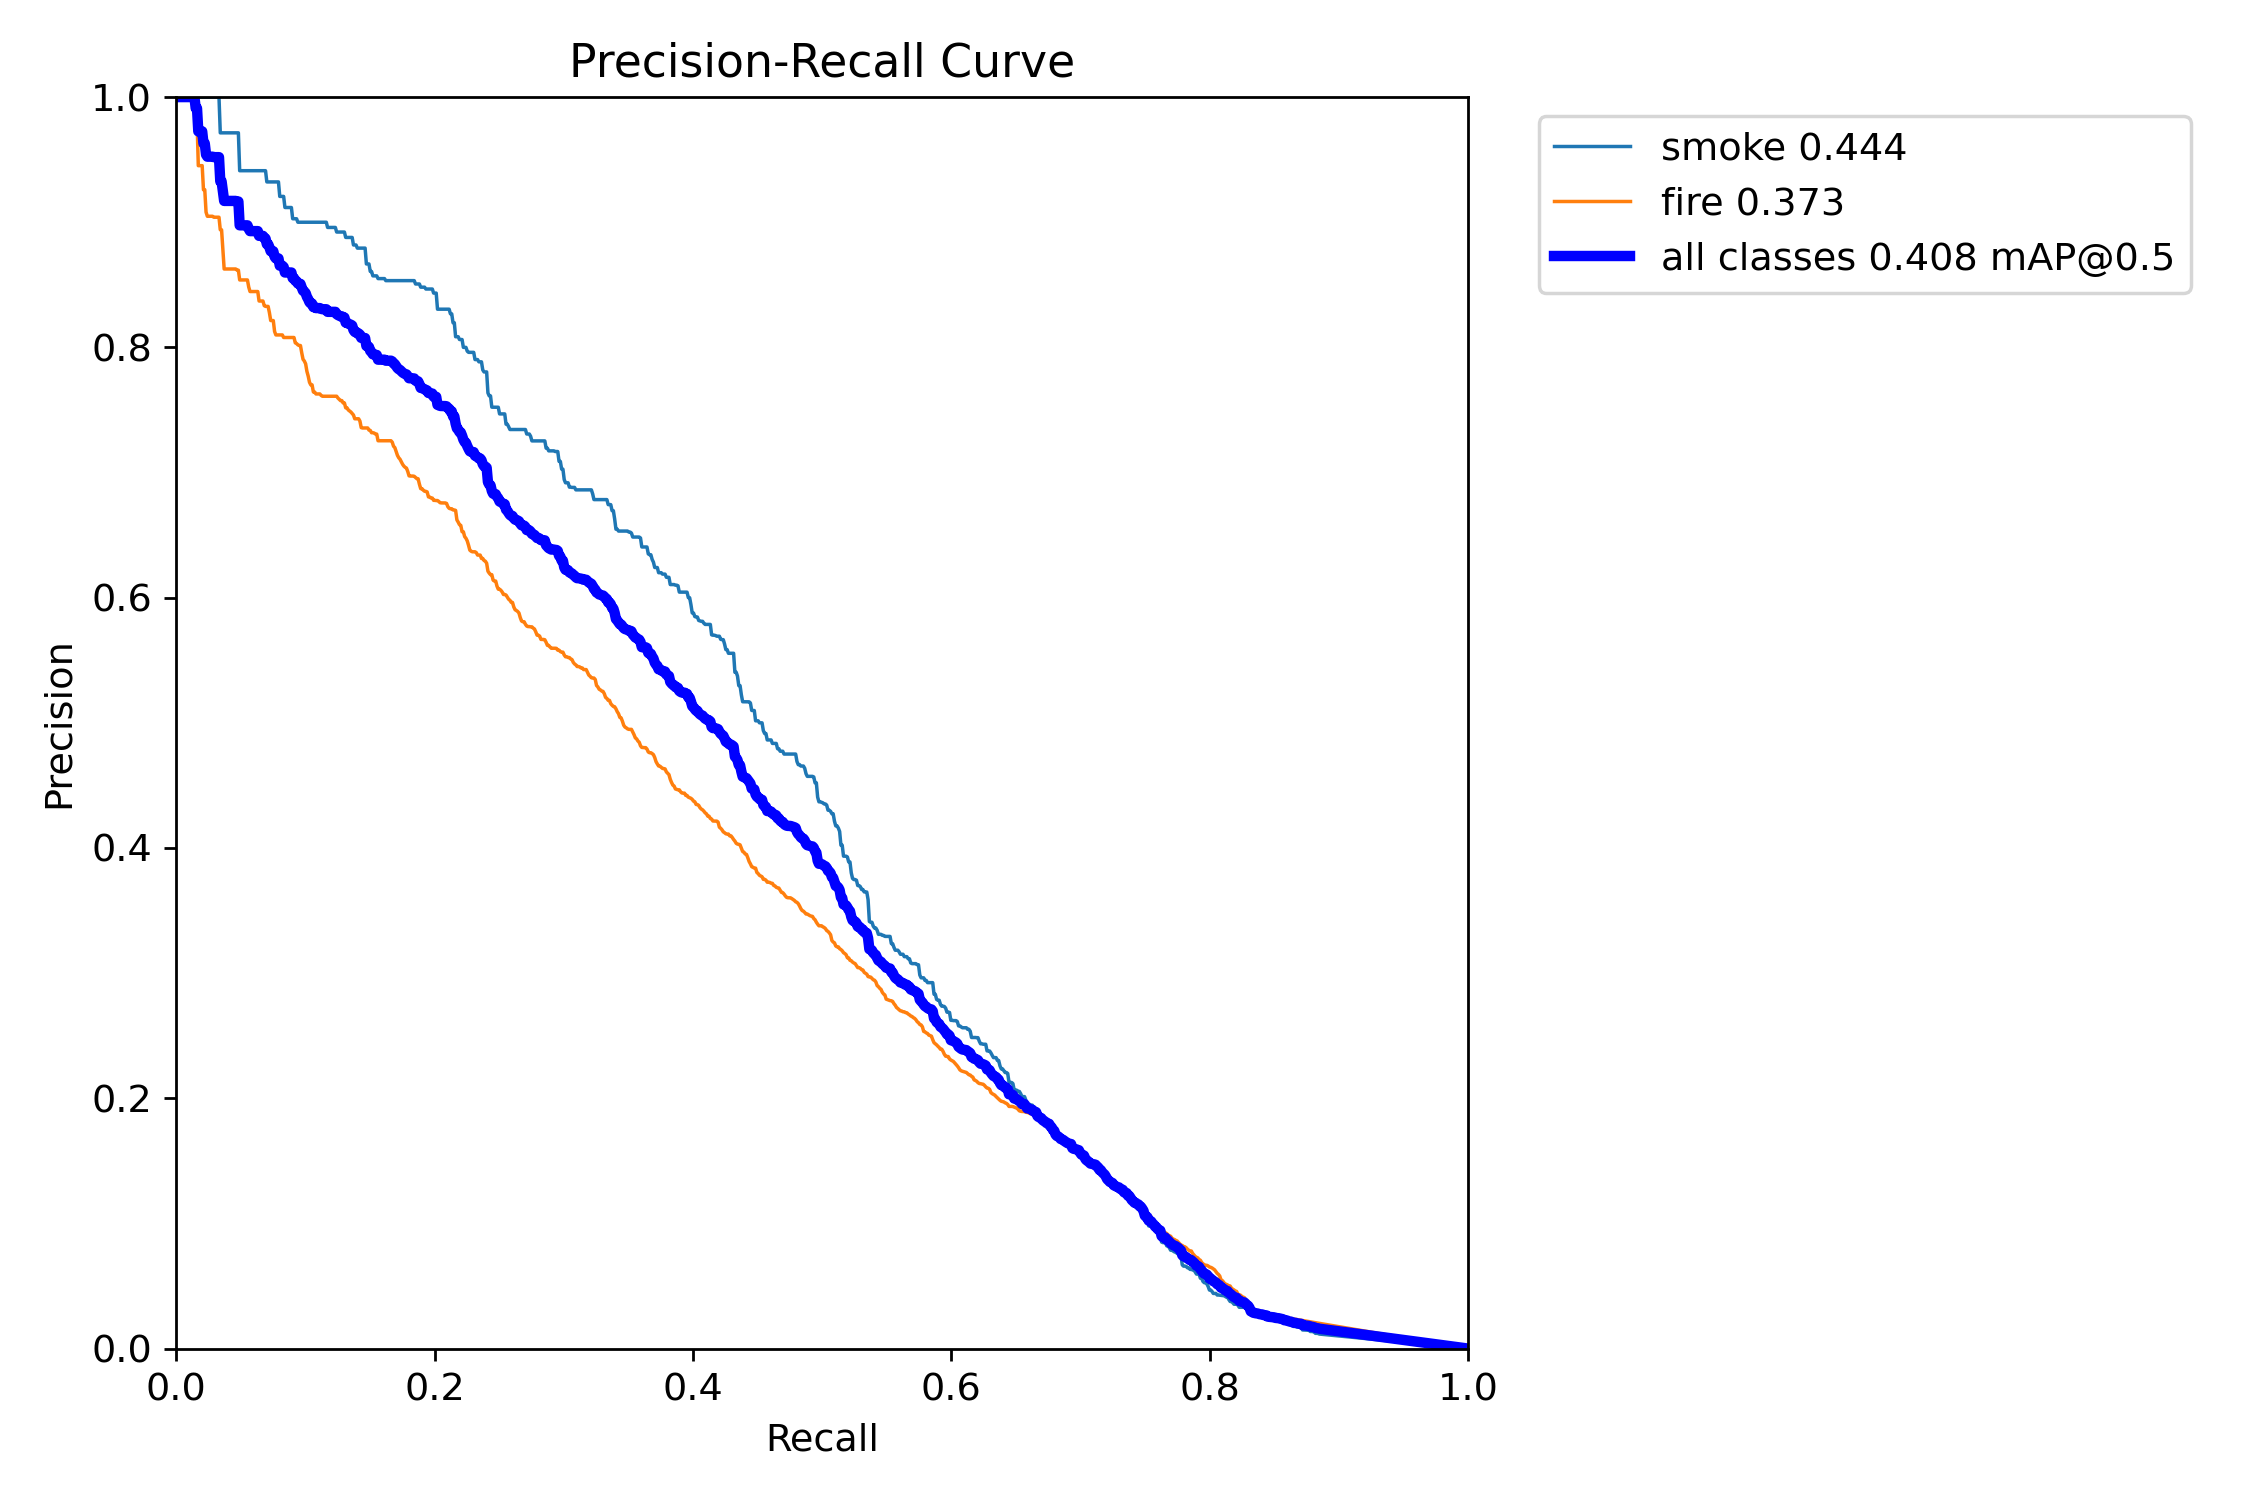 Precision-Recall Curve
1.0
0.8
0.6
0.4
0.2
0.0
Precision
0.0 0.2 0.4 0.6 0.8 1.0
Recall
smoke 0.444
fire 0.373
all classes 0.408 mAP@0.5